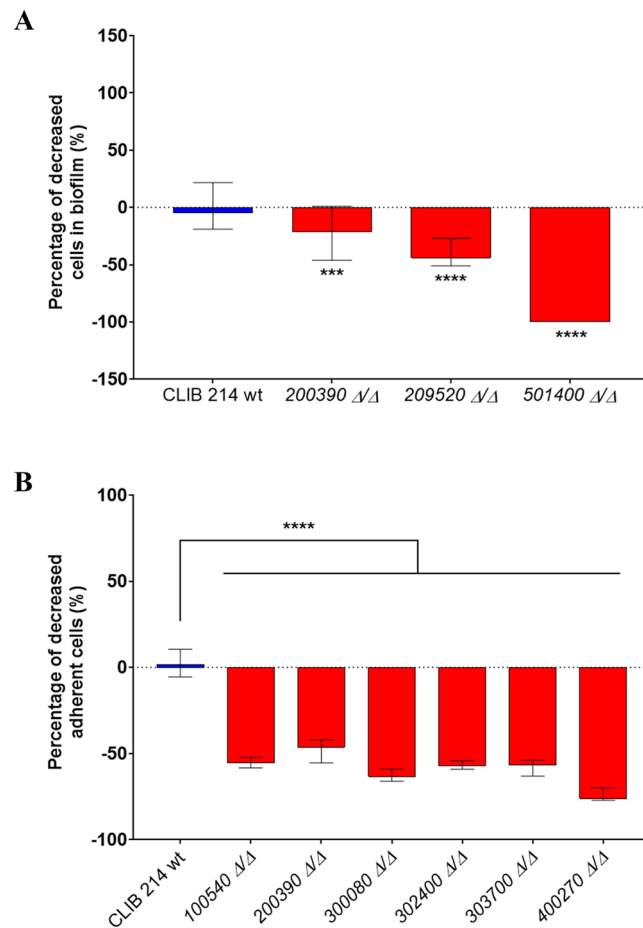 A
Percentage of decreased
cells in biofilm (%)
150
100
50
0
-50
-100
-150
***
****
****
CLIB 214 wt
200390 Δ/Δ
209520 Δ/Δ
501400 Δ/Δ
B
Percentage of decreased
adherent cells (%)
100
50
0
-50
-100
****
CLIB 214 wt
100540 Δ/Δ
200390 Δ/Δ
300080 Δ/Δ
302400 Δ/Δ
303700 Δ/Δ
400270 Δ/Δ